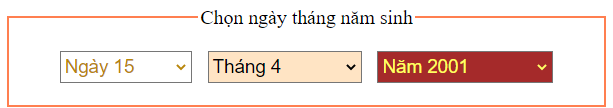 Chọn ngày tháng năm sinh
Ngày 15 Tháng 4 Năm 2001